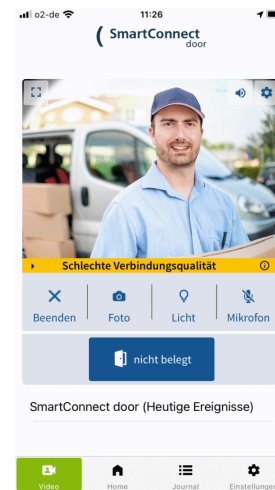 o2-de
11:26
SmartConnect
door
Schlechte Verbindungsqualität
Beenden
Foto
Licht
Mikrofon
nicht belegt
SmartConnect door (Heutige Ereignisse)
Video
Home
Journal
Einstellungen